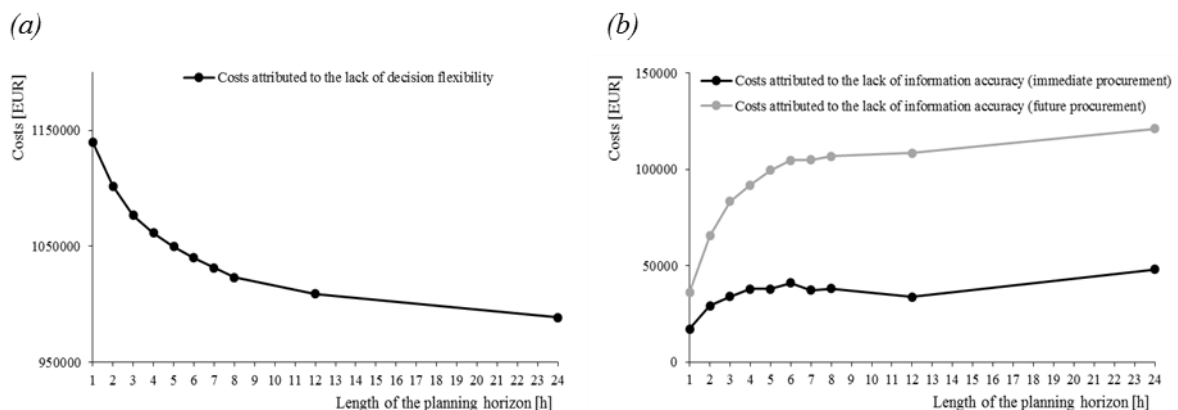 (a)
Costs attributed to the lack of decision flexibility
Costs [EUR]
1150000
1050000
950000
1 2 3 4 5 6 7 8 9 10 11 12 13 14 15 16 17 18 19 20 21 22 23 24
Length of the planning horizon [h]
(b)
Costs attributed to the lack of information accuracy (immediate procurement)
Costs attributed to the lack of information accuracy (future procurement)
Costs [EUR]
150000
100000
50000
0
1 2 3 4 5 6 7 8 9 10 11 12 13 14 15 16 17 18 19 20 21 22 23 24
Length of the planning horizon [h]